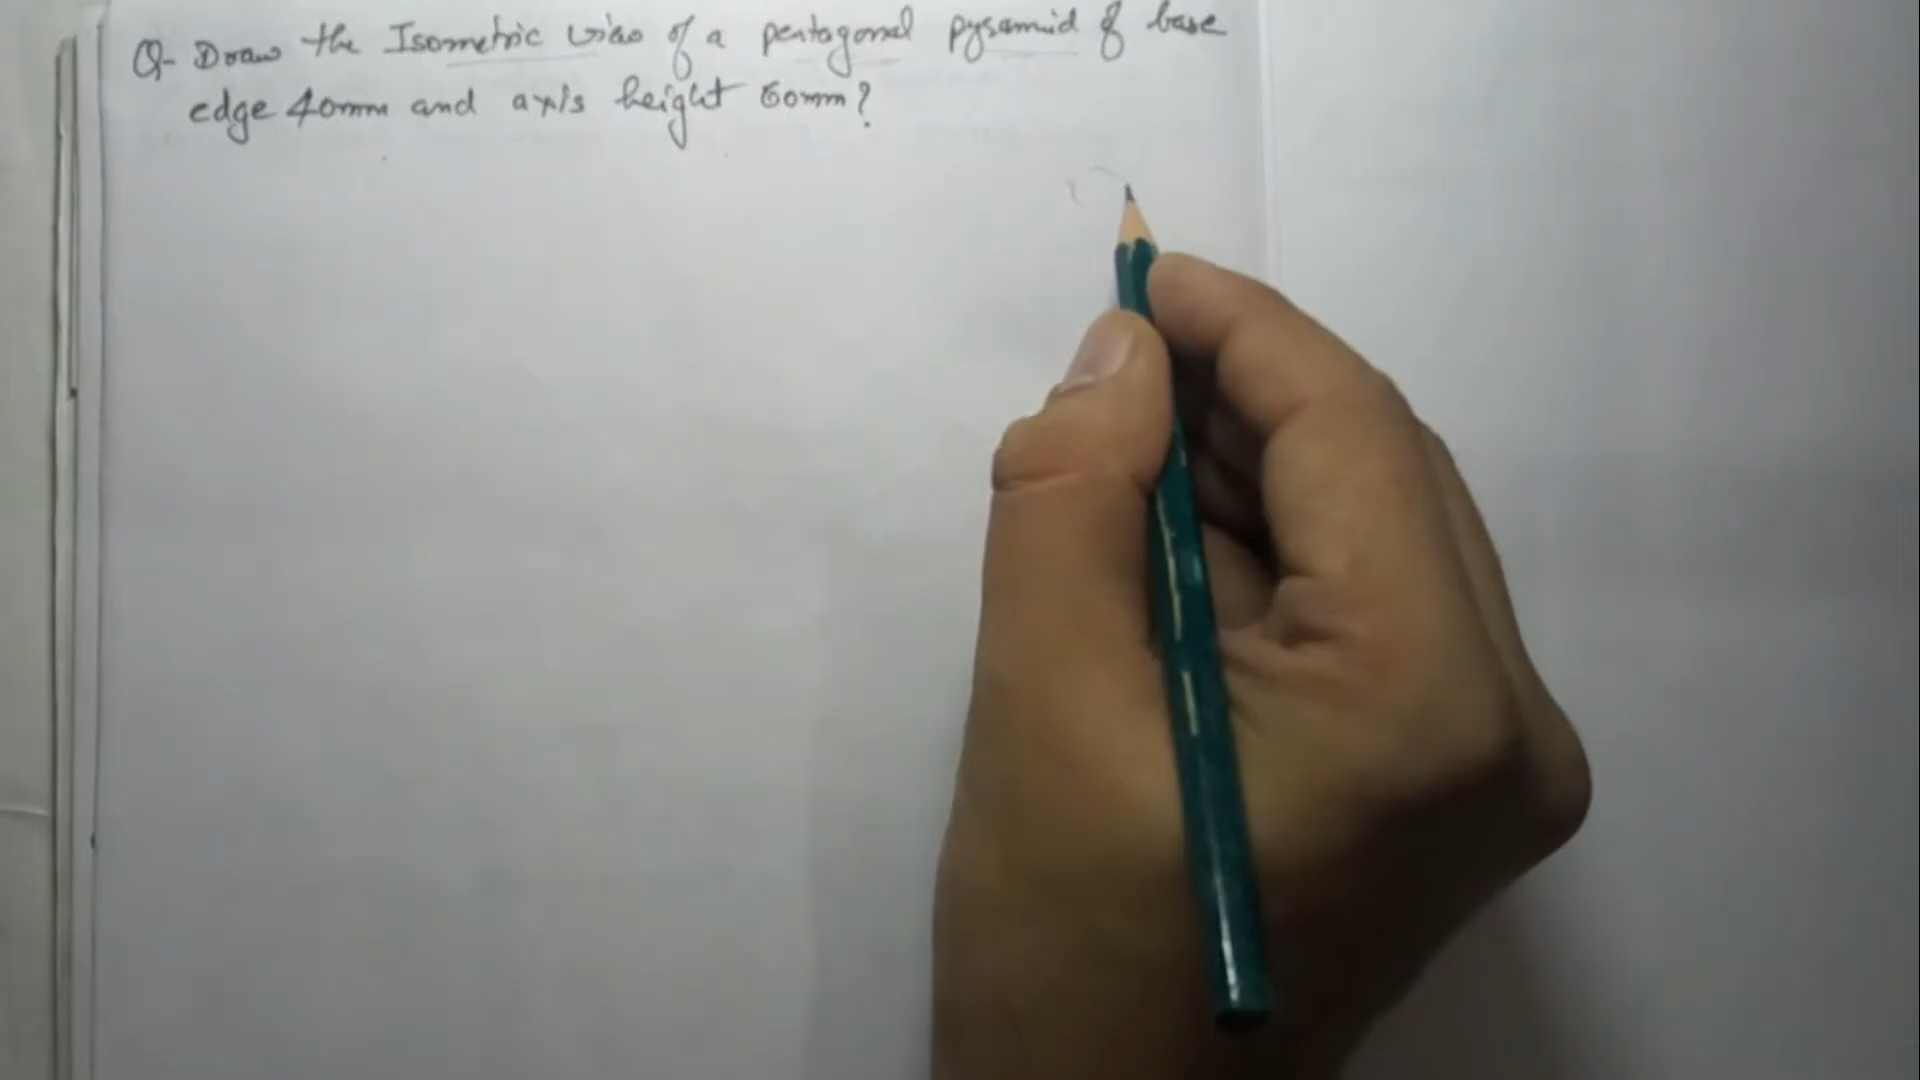 Q- Draw the Isometric view of a pentagonal pyramid of base
edge 40mm and axis height 60mm?